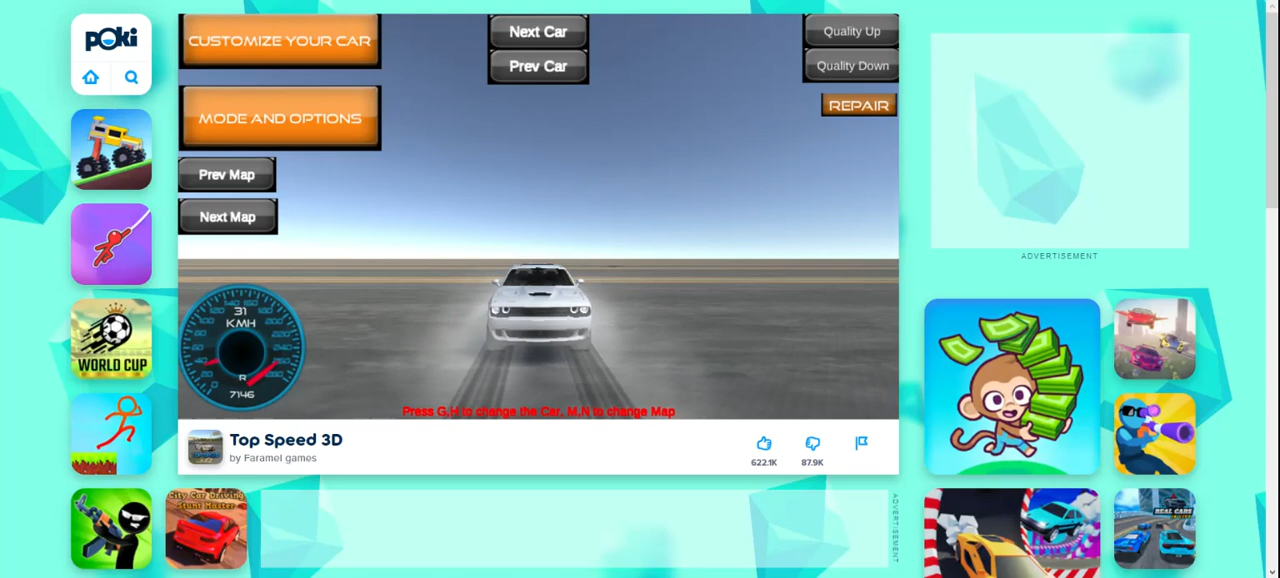 poki
CUSTOMIZE YOUR CAR
Next Car
Prev Car
Quality Up
Quality Down
REPAIR
MODE AND OPTIONS
Prev Map
Next Map
31
KMH
R
7146
Press G,H to change the Car, M,N to change Map
Top Speed 3D
by Faramel games
622.1K
87.9K
ADVERTISEMENT
WORLD CUP
City Car Driving
Stunt Master
ADVERTISEMENT
REAL CARS